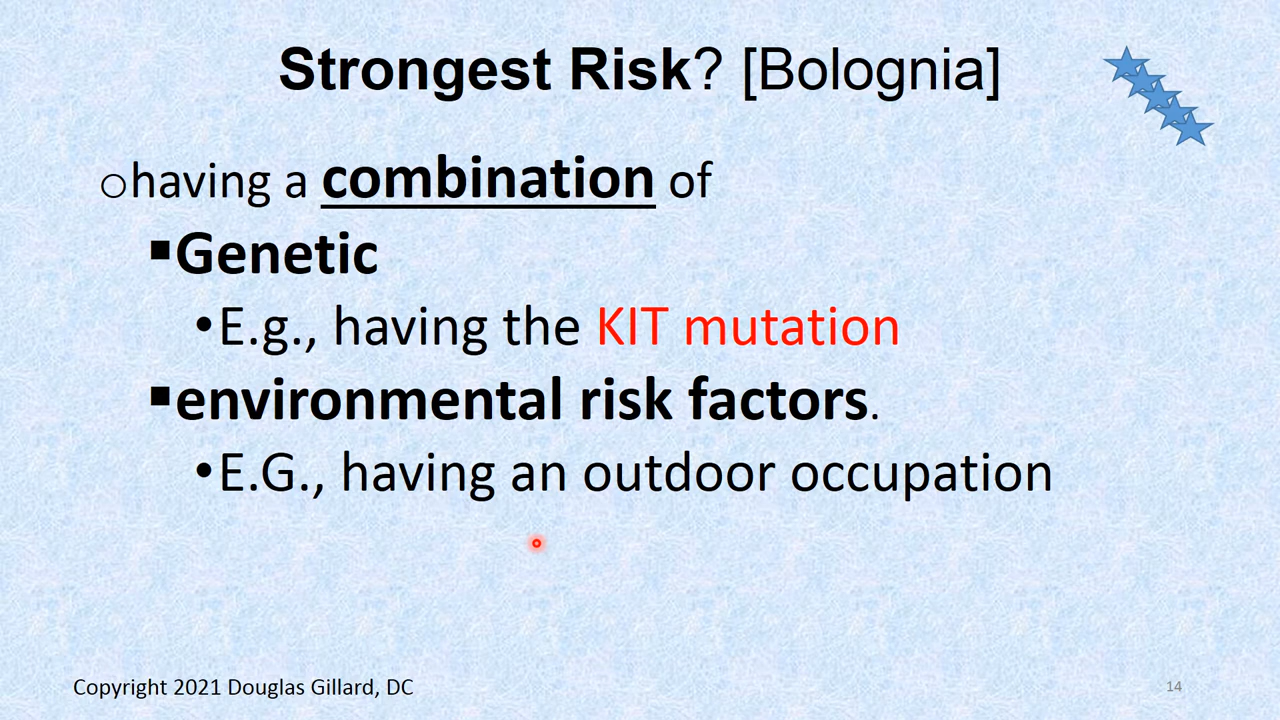 Strongest Risk? [Bolognia]
○having a combination of
▪Genetic
•E.g., having the KIT mutation
▪environmental risk factors.
•E.G., having an outdoor occupation
Copyright 2021 Douglas Gillard, DC
14